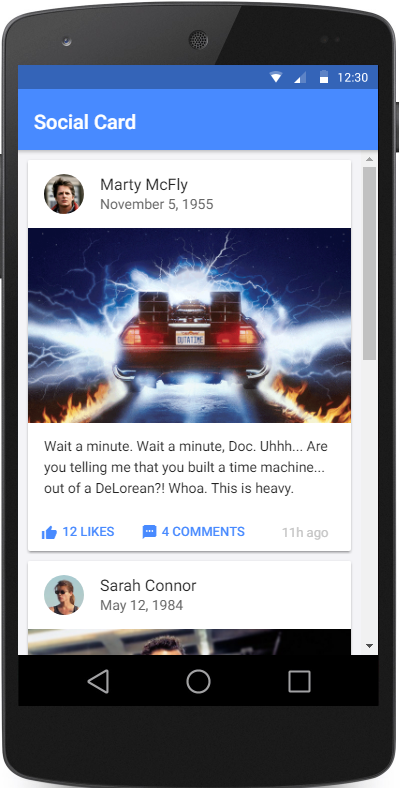 12:30
Social Card
Marty McFly
November 5, 1955
OUTATIME
Wait a minute. Wait a minute, Doc. Uhhh... Are
you telling me that you built a time machine...
out of a DeLorean?! Whoa. This is heavy.
12 LIKES
4 COMMENTS
11h ago
Sarah Connor
May 12, 1984